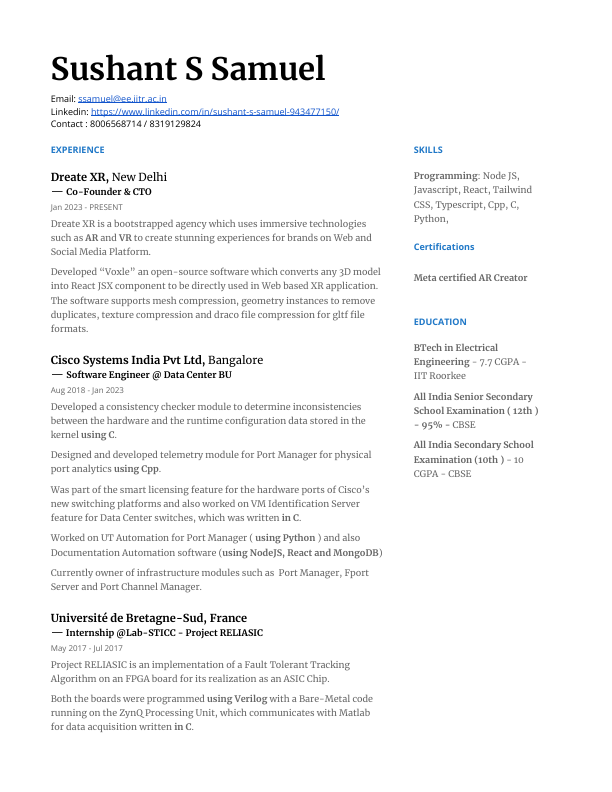 Sushant S Samuel
Email: ssamuel@ee.iitr.ac.in
Linkedin: https://www.linkedin.com/in/sushant-s-samuel-943477150/
Contact : 8006568714 / 8319129824
EXPERIENCE
Dreate XR, New Delhi
— Co-Founder & CTO
Jan 2023 - PRESENT
Dreate XR is a bootstrapped agency which uses immersive technologies
such as AR and VR to create stunning experiences for brands on Web and
Social Media Platform.
Developed “Voxle” an open-source software which converts any 3D model
into React JSX component to be directly used in Web based XR application.
The software supports mesh compression, geometry instances to remove
duplicates, texture compression and draco file compression for gltf file
formats.
Cisco Systems India Pvt Ltd, Bangalore
— Software Engineer @ Data Center BU
Aug 2018 - Jan 2023
Developed a consistency checker module to determine inconsistencies
between the hardware and the runtime configuration data stored in the
kernel using C.
Designed and developed telemetry module for Port Manager for physical
port analytics using Cpp.
Was part of the smart licensing feature for the hardware ports of Cisco’s
new switching platforms and also worked on VM Identification Server
feature for Data Center switches, which was written in C.
Worked on UT Automation for Port Manager ( using Python ) and also
Documentation Automation software (using NodeJS, React and MongoDB)
Currently owner of infrastructure modules such as  Port Manager, Fport
Server and Port Channel Manager.
Université de Bretagne-Sud, France
— Internship @Lab-STICC - Project RELIASIC
May 2017 - Jul 2017
Project RELIASIC is an implementation of a Fault Tolerant Tracking
Algorithm on an FPGA board for its realization as an ASIC Chip.
Both the boards were programmed using Verilog with a Bare-Metal code
running on the ZynQ Processing Unit, which communicates with Matlab
for data acquisition written in C.
SKILLS
Programming: Node JS,
Javascript, React, Tailwind
CSS, Typescript, Cpp, C,
Python,
Certifications
Meta certified AR Creator
EDUCATION
BTech in Electrical
Engineering - 7.7 CGPA -
IIT Roorkee
All India Senior Secondary
School Examination ( 12th )
- 95% - CBSE
All India Secondary School
Examination (10th ) - 10
CGPA - CBSE